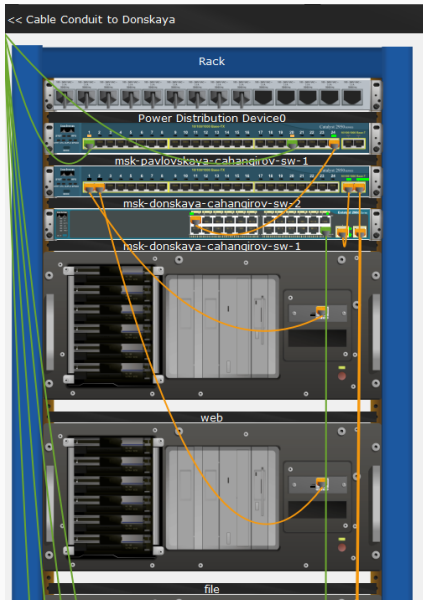 << Cable Conduit to Donskaya
Rack
Power Distribution Device0
msk-pavlovskaya-cahangirov-sw-1
msk-donskaya-cahangirov-sw-2
msk-donskaya-cahangirov-sw-1
web
file